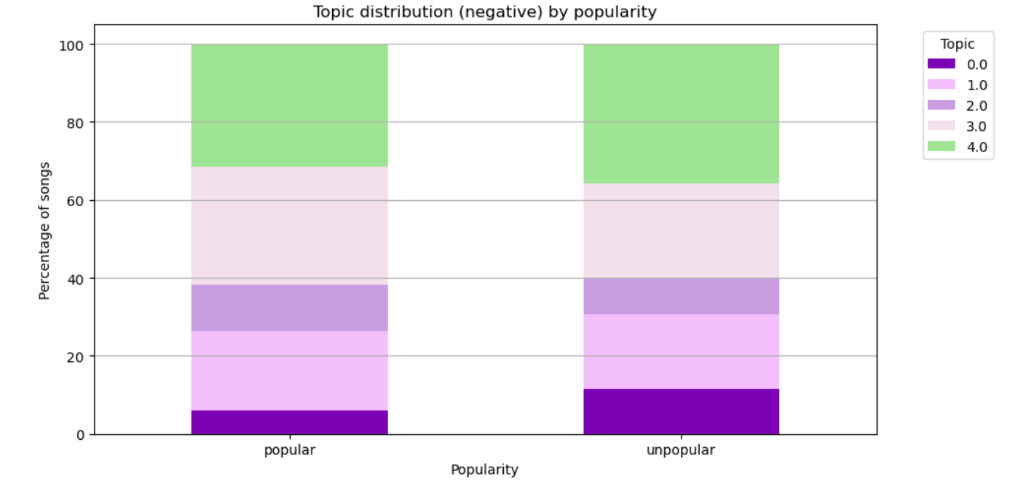 Topic distribution (negative) by popularity
100
80
60
40
20
0
Percentage of songs
popular
unpopular
Popularity
Topic
0.0
1.0
2.0
3.0
4.0